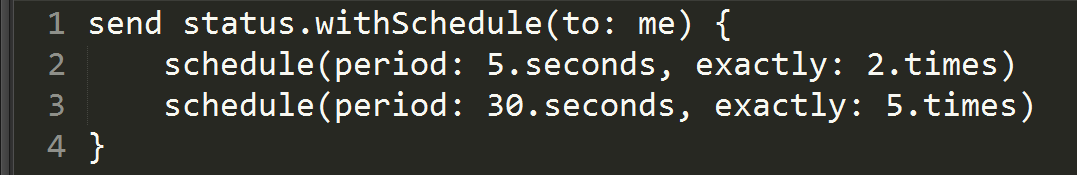 1 send status.withSchedule(to: me) {
2     schedule(period: 5.seconds, exactly: 2.times)
3     schedule(period: 30.seconds, exactly: 5.times)
4 }